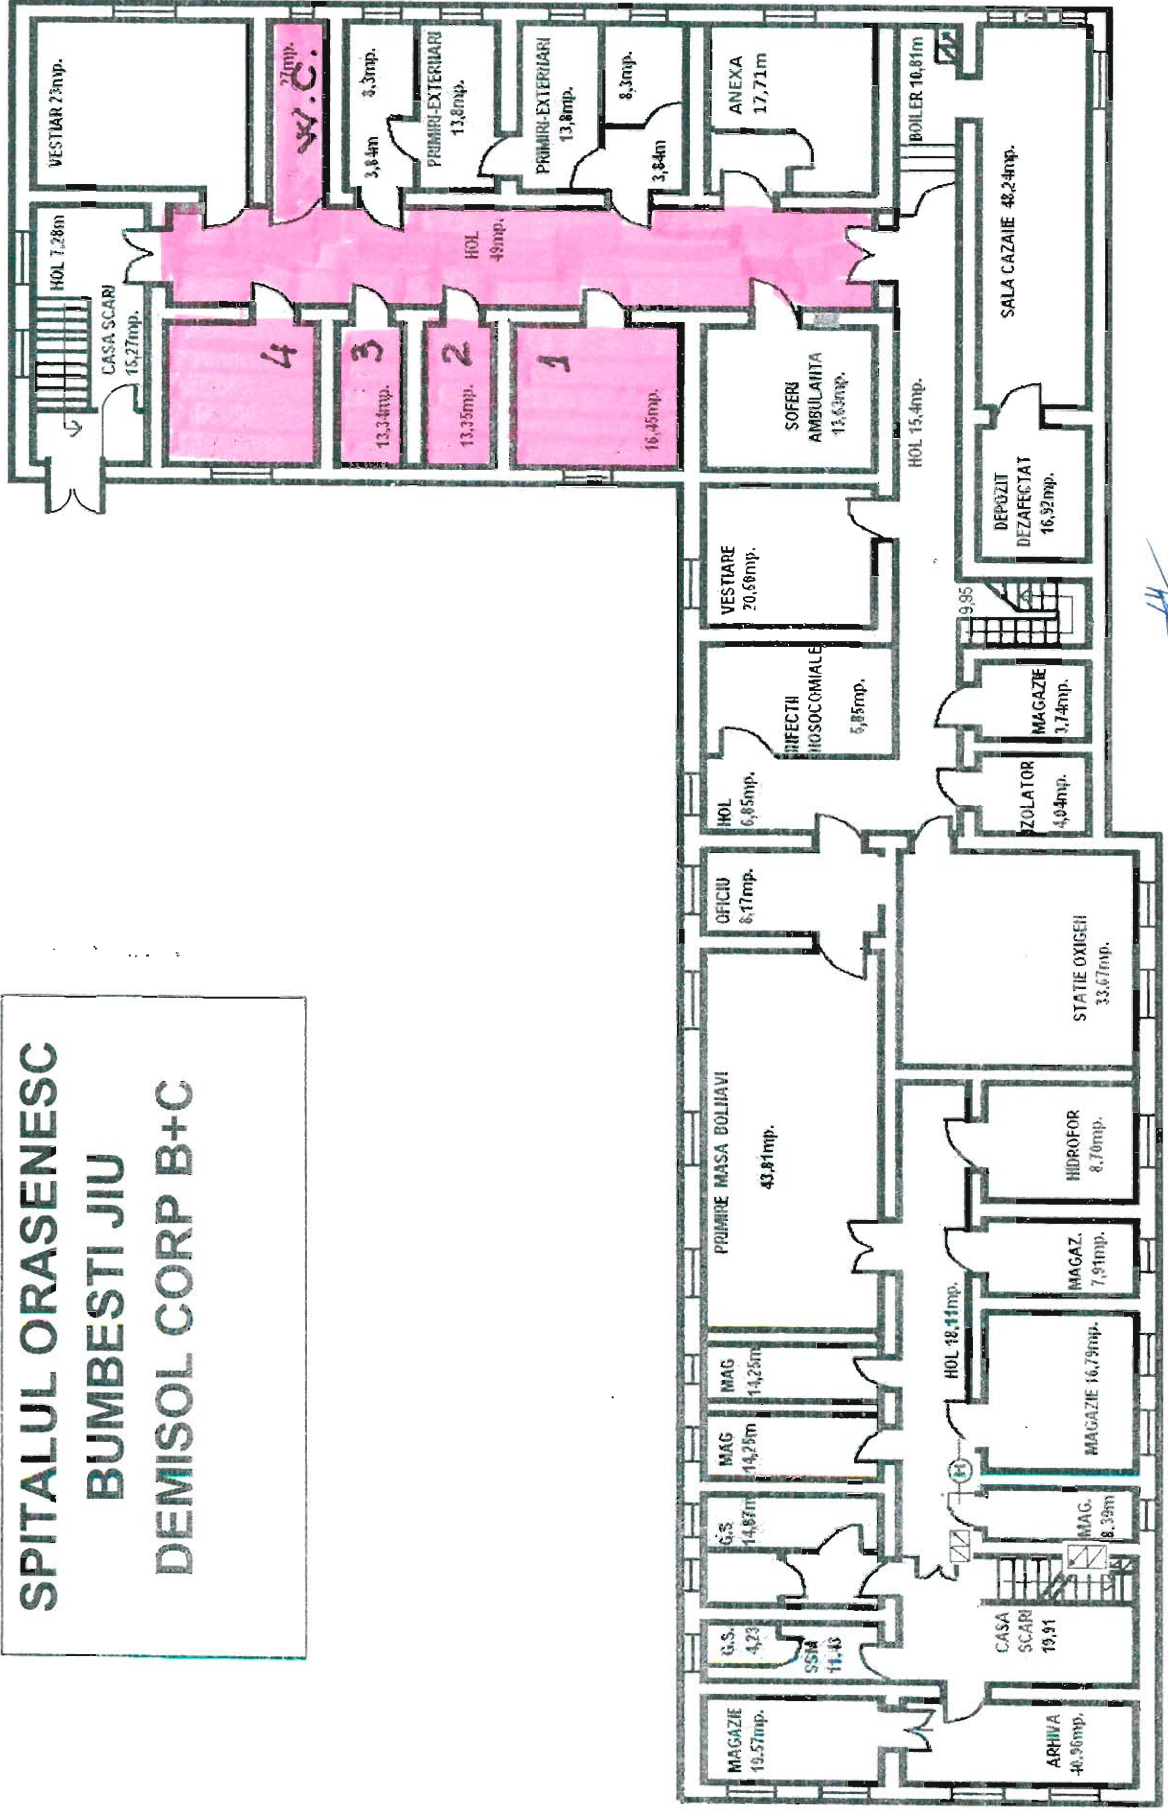 SPITALUL ORASENESC
BUMBESTI JIU
DEMISOL CORP B+C
VESTIAR 23mp.
27mp.
W.C.
8,3mp.
3,84m
PRIMIRI-EXTERNARI
13,8mp.
PRIMIRI-EXTERNARI
13,8mp.
8,3mp.
3,84m
ANEXA
17,71m
BOILER 10,81m
HOL 7,28m
CASA SCARI
15,27mp.
HOL
49mp.
4
3
13,34mp.
2
13,35mp.
1
16,45mp.
SOFERI
AMBULANTA
13,63mp.
HOL 15,4mp.
SALA CAZANE 48,24mp.
DEPOZIT
DEZAFECTAT
16,92mp.
VESTIARE
20,68mp.
9,95
INFECTII
NOSOCOMIALE
6,85mp.
MAGAZIE
3,74mp.
HOL
6,85mp.
IZOLATOR
4,04mp.
OFICIU
8,17mp.
STATIE OXIGEN
33,67mp.
PRIMIRE MASA BOLNAVI
43,81mp.
HIDROFOR
8,70mp.
MAGAZ.
7,91mp.
HOL 18,11mp.
MAG
14,25m
MAG
14,25m
MAGAZIE 16,79mp.
H
G.S.
14,87m
MAG.
8,39m
G.S.
4,23
SSM
11,43
CASA
SCARI
19,91
MAGAZIE
19,57mp.
ARHIVA
40,96mp.